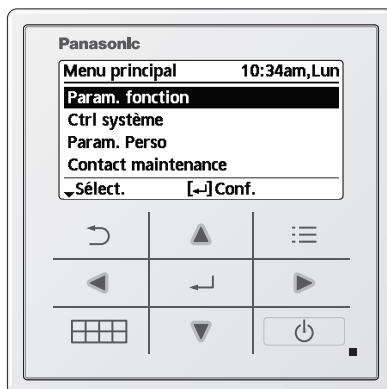 Panasonic
Menu principal 10:34am,Lun
Param. fonction
Ctrl système
Param. Perso
Contact maintenance
Sélect. [↵]Conf.